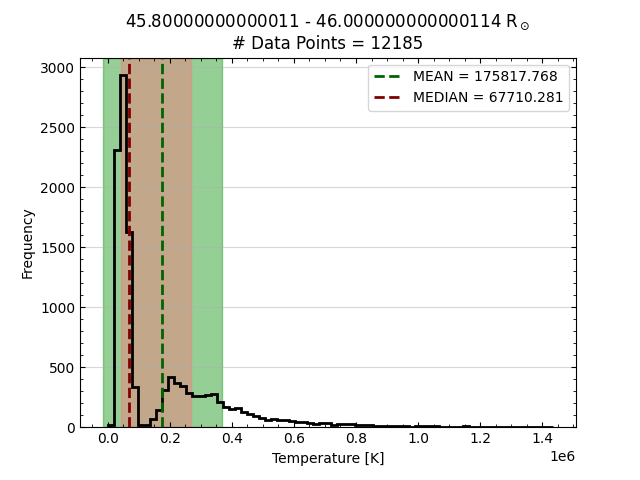 45.80000000000011 - 46.000000000000114 R⊙
# Data Points = 12185
MEAN = 175817.768
MEDIAN = 67710.281
Frequency
3000
2500
2000
1500
1000
500
0
0.0 0.2 0.4 0.6 0.8 1.0 1.2 1.4
1e6
Temperature [K]